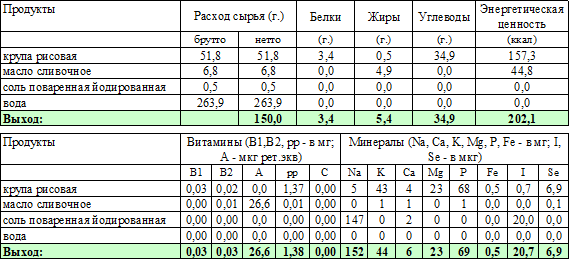 Продукты Расход сырья (г.) Белки Жиры Углеводы Энергетическая ценность
брутто нетто (г.) (г.) (г.) (ккал)
крупа рисовая 51,8 51,8 3,4 0,5 34,9 157,3
масло сливочное 6,8 6,8 0,0 4,9 0,0 44,8
соль поваренная йодированная 0,5 0,5 0,0 0,0 0,0 0,0
вода 263,9 263,9 0,0 0,0 0,0 0,0
Выход: 150,0 3,4 5,4 34,9 202,1
Продукты Витамины (B1,B2, pp - в мг; А - мкг рет.экв) Минералы (Na, Ca, K, Mg, P, Fe - в мг; I, Se - в мкг)
B1 B2 A pp C Na K Ca Mg P Fe I Se
крупа рисовая 0,03 0,02 0,0 1,37 0,00 5 43 4 23 68 0,5 0,7 6,9
масло сливочное 0,00 0,01 26,6 0,01 0,00 0 1 1 0 1 0,0 0,0 0,1
соль поваренная йодированная 0,00 0,00 0,0 0,00 0,00 147 0 2 0 0 0,0 20,0 0,0
вода 0,00 0,00 0,0 0,00 0,00 0 0 0 0 0 0,0 0,0 0,0
Выход: 0,03 0,03 26,6 1,38 0,00 152 44 6 23 69 0,5 20,7 6,9